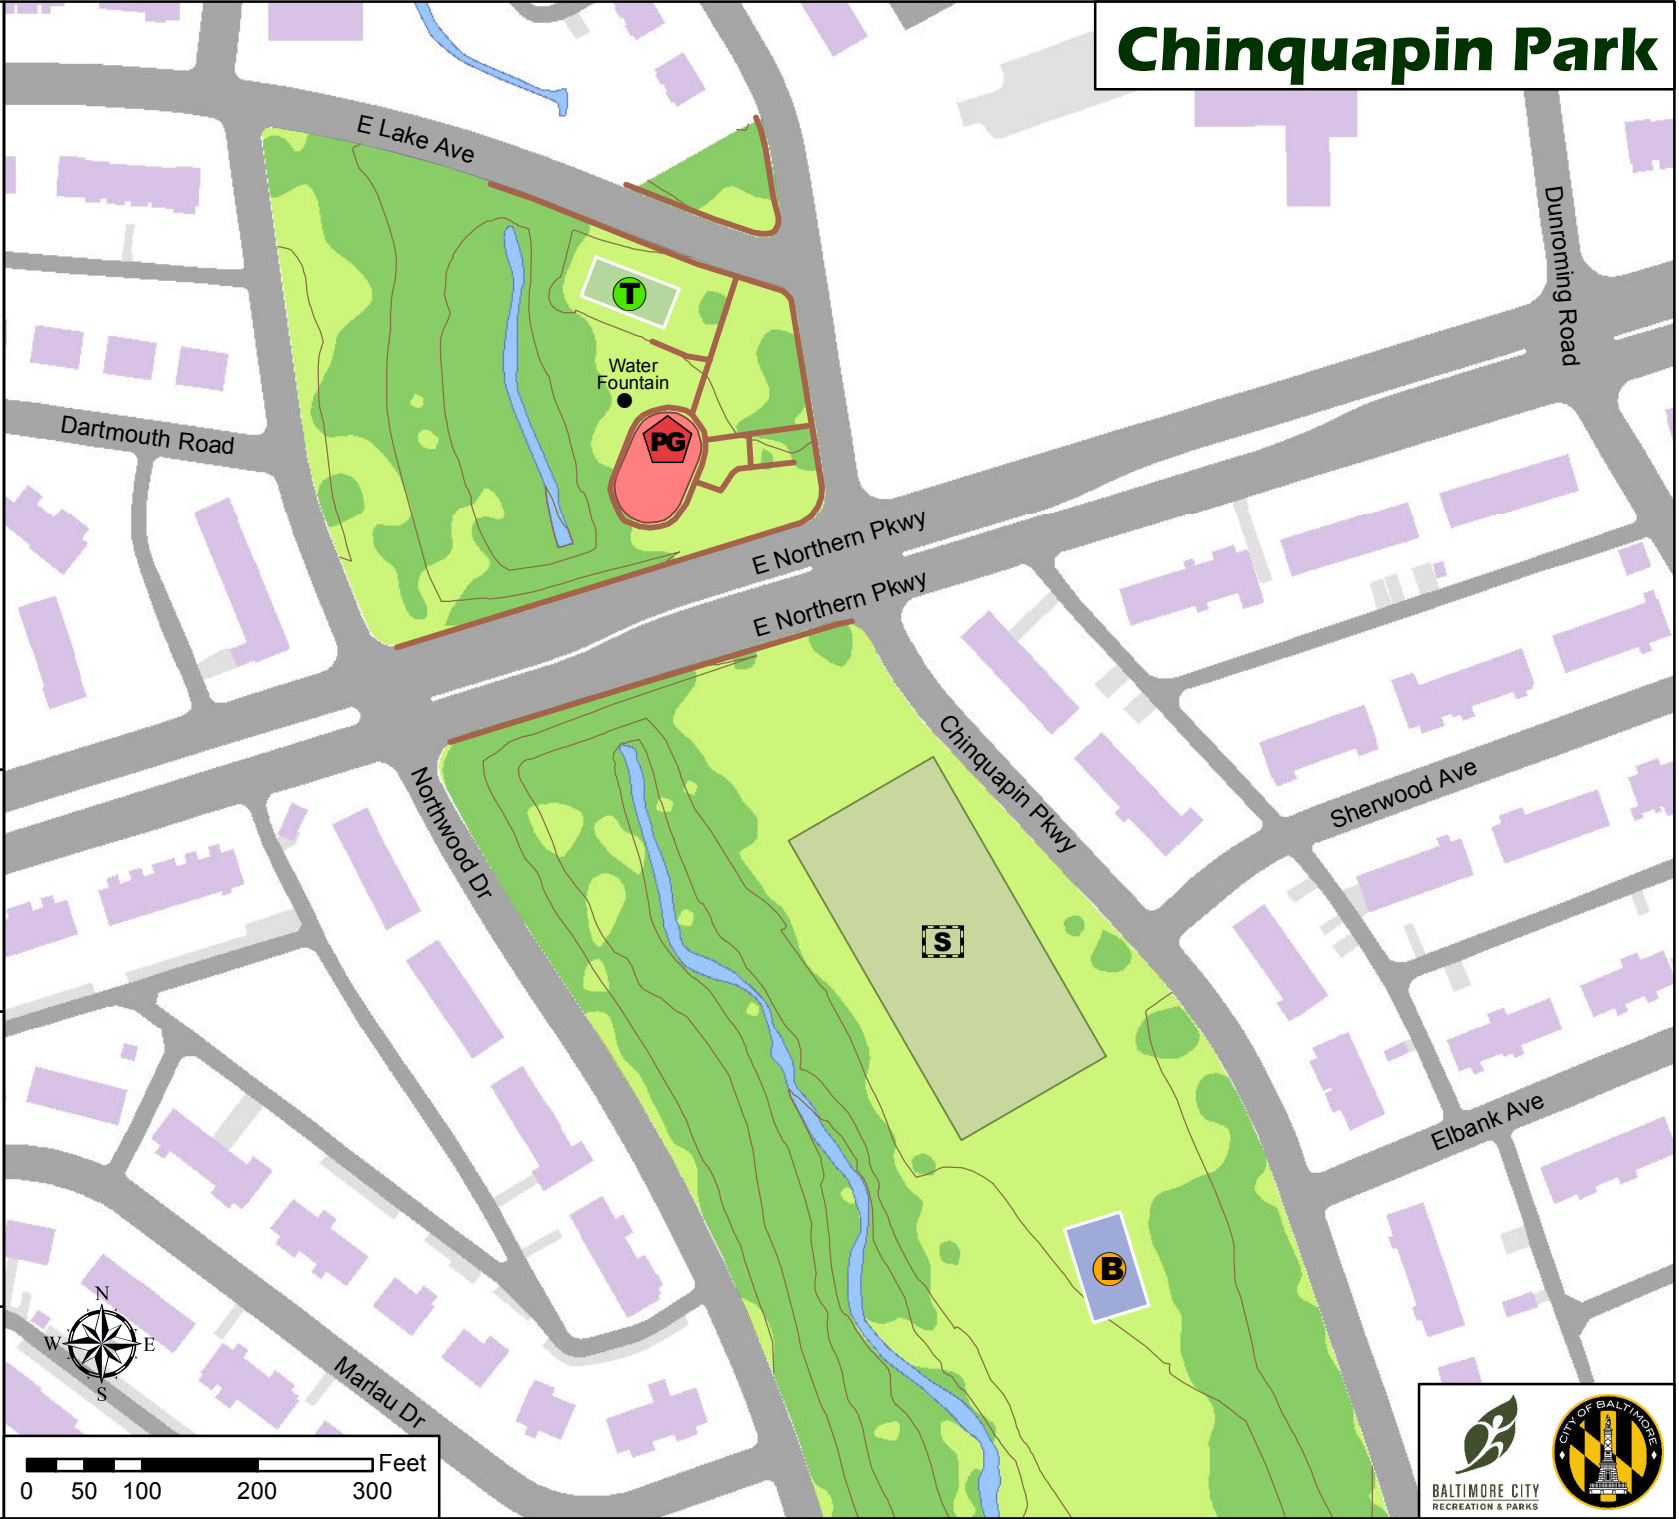 Chinquapin Park
E Lake Ave
Dunroming Road
T
Water
Fountain
PG
Dartmouth Road
E Northern Pkwy
E Northern Pkwy
Chinquapin Pkwy
Northwood Dr
Sherwood Ave
S
Elbank Ave
B
N
W E
S
Marlau Dr
Feet
0 50 100 200 300
BALTIMORE CITY
RECREATION & PARKS
CITY OF BALTIMORE